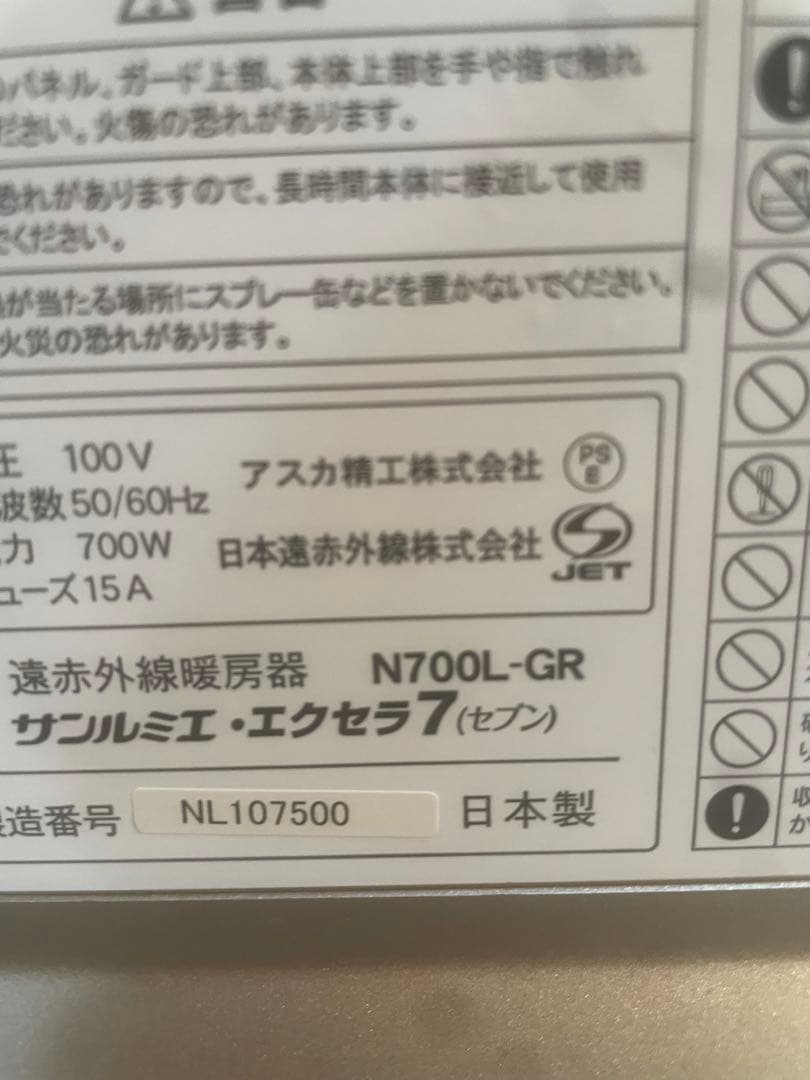 パネル、ガード上部、本体上部を手や指で触れ
ださい。火傷の恐れがあります。
恐れがありますので、長時間本体に接近して使用
ください。
が当たる場所にスプレー缶などを置かないでください。
火災の恐れがあります。
圧 100V
アスカ精工株式会社
PS
E
波数 50/60Hz
力 700W
日本遠赤外線株式会社
JET
ューズ 15A
遠赤外線暖房器 N700L-GR
サンルミエ・エクセラ7(セブン)
造番号 NL107500 日本製
収
か